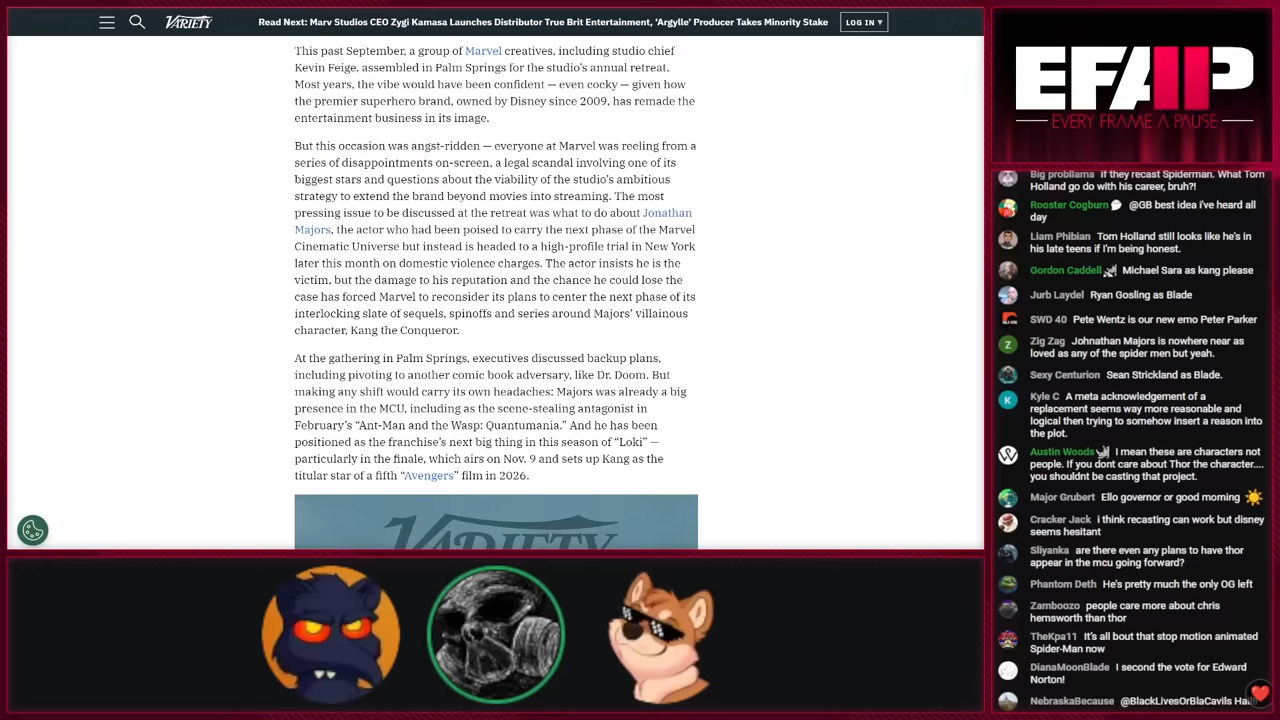 VARIETY
Read Next: Marv Studios CEO Zygi Kamasa Launches Distributor True Brit Entertainment, ‘Argylle’ Producer Takes Minority Stake
LOG IN ▾
This past September, a group of Marvel creatives, including studio chief
Kevin Feige, assembled in Palm Springs for the studio’s annual retreat.
Most years, the vibe would have been confident — even cocky — given how
the premier superhero brand, owned by Disney since 2009, has remade the
entertainment business in its image.
But this occasion was angst-ridden — everyone at Marvel was reeling from a
series of disappointments on-screen, a legal scandal involving one of its
biggest stars and questions about the viability of the studio’s ambitious
strategy to extend the brand beyond movies into streaming. The most
pressing issue to be discussed at the retreat was what to do about Jonathan
Majors, the actor who had been poised to carry the next phase of the Marvel
Cinematic Universe but instead is headed to a high-profile trial in New York
later this month on domestic violence charges. The actor insists he is the
victim, but the damage to his reputation and the chance he could lose the
case has forced Marvel to reconsider its plans to center the next phase of its
interlocking slate of sequels, spinoffs and series around Majors’ villainous
character, Kang the Conqueror.
At the gathering in Palm Springs, executives discussed backup plans,
including pivoting to another comic book adversary, like Dr. Doom. But
making any shift would carry its own headaches: Majors was already a big
presence in the MCU, including as the scene-stealing antagonist in
February’s “Ant-Man and the Wasp: Quantumania.” And he has been
positioned as the franchise’s next big thing in this season of “Loki” —
particularly in the finale, which airs on Nov. 9 and sets up Kang as the
titular star of a fifth “Avengers” film in 2026.
VARIETY
EFAP
EVERY FRAME A PAUSE
Big probllama if they recast Spiderman. What Tom
Holland go do with his career, bruh?!
Rooster Cogburn @GB best idea i've heard all
day
Liam Phibian Tom Holland still looks like he's in
his late teens if I'm being honest.
Gordon Caddell Michael Sara as kang please
Jurb Laydel Ryan Gosling as Blade
SWD 40 Pete Wentz is our new emo Peter Parker
Z
Zig Zag Johnathan Majors is nowhere near as
loved as any of the spider men but yeah.
Sexy Centurion Sean Strickland as Blade.
K
Kyle C A meta acknowledgement of a
replacement seems way more reasonable and
logical then trying to somehow insert a reason into
the plot.
Austin Woods I mean these are characters not
people. If you dont care about Thor the character....
you shouldnt be casting that project.
Major Grubert Ello governor or good morning
Cracker Jack i think recasting can work but disney
seems hesitant
Sliyanka are there even any plans to have thor
appear in the mcu going forward?
Phantom Deth He's pretty much the only OG left
Zamboozo people care more about chris
hemsworth than thor
TheKpa11 It's all bout that stop motion animated
Spider-Man now
DianaMoonBlade I second the vote for Edward
Norton!
NebraskaBecause @BlackLivesOrBlaCavils